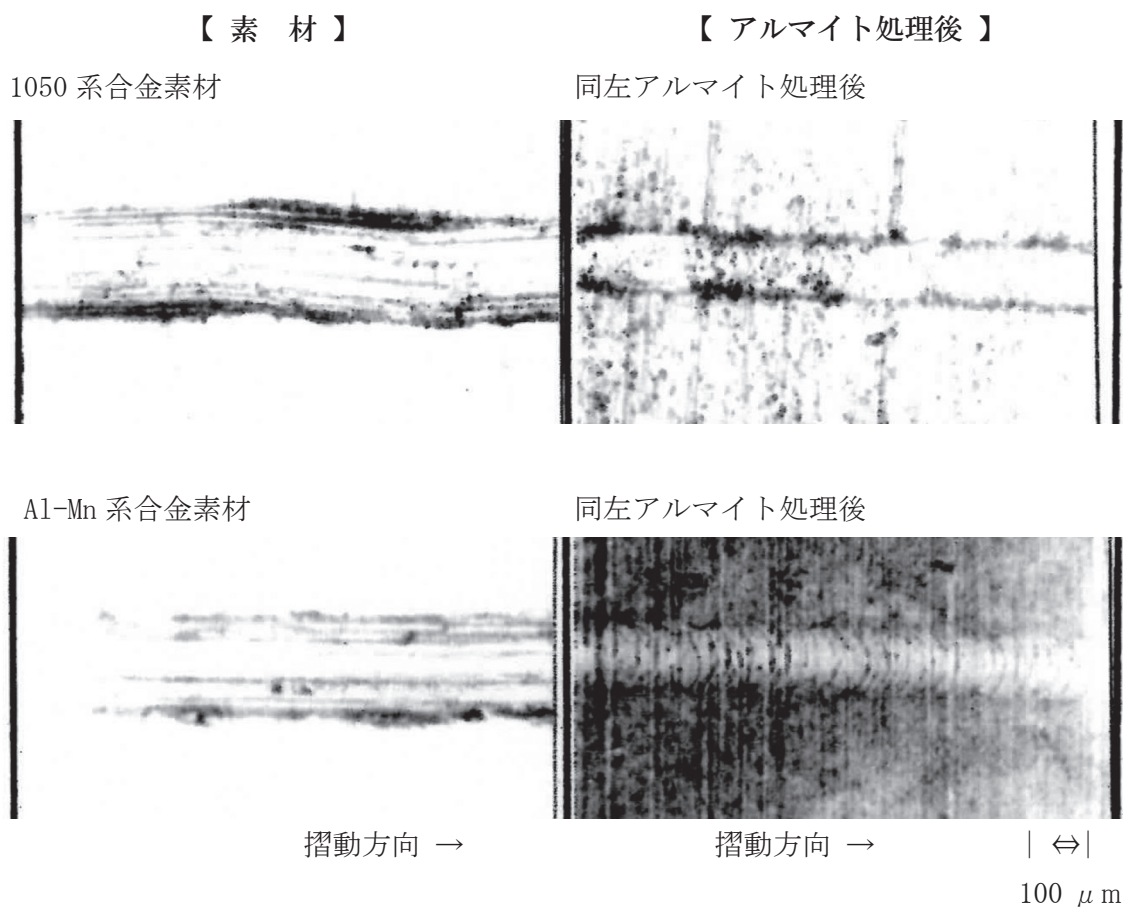 【 素 材 】 【 アルマイト処理後 】
1050 系合金素材 同左アルマイト処理後
Al-Mn 系合金素材 同左アルマイト処理後
摺動方向 → 摺動方向 → | ⇔|
100 μm